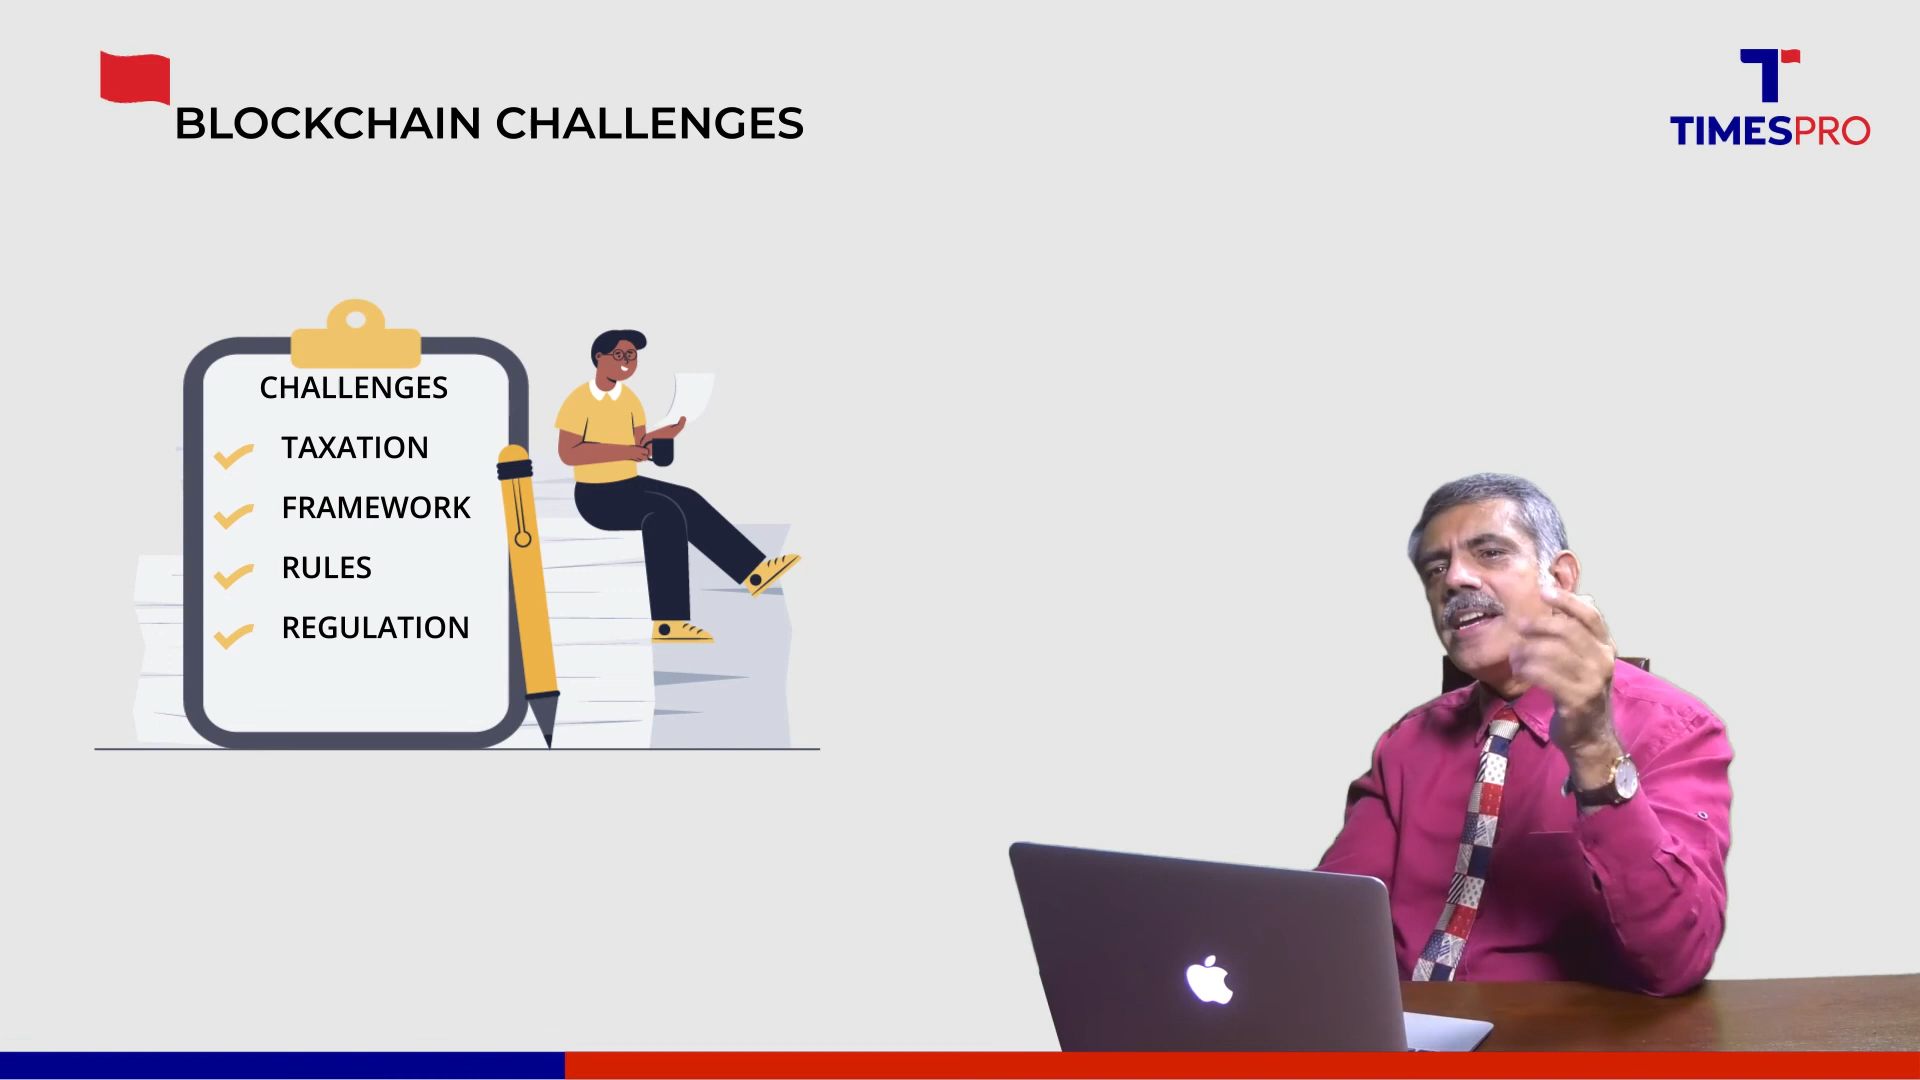 BLOCKCHAIN CHALLENGES
TIMESPRO
CHALLENGES
TAXATION
FRAMEWORK
RULES
REGULATION